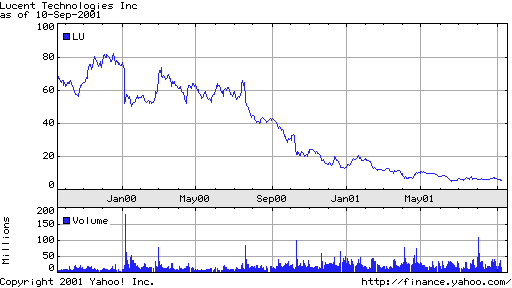 Lucent Technologies Inc
as of 10-Sep-2001
100
LU
80
60
40
20
0
Jan00 May00 Sep00 Jan01 May01
200
Volume
150
100
50
0
Millions
Copyright 2001 Yahoo! Inc. http://finance.yahoo.com/